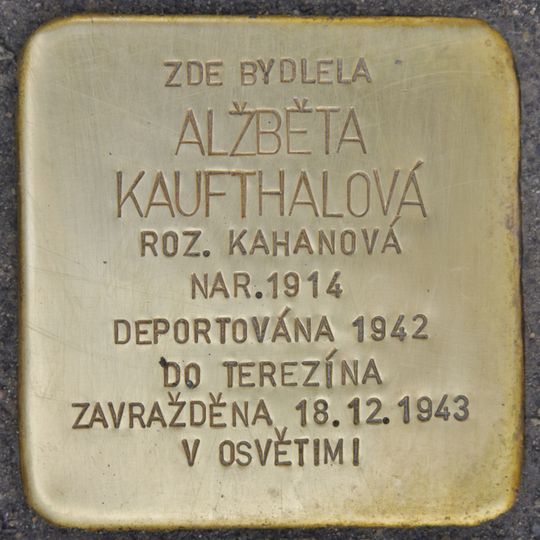 ZDE BYDLELA
ALŽBĚTA
KAUFTHALOVÁ
ROZ. KAHANOVÁ
NAR.1914
DEPORTOVÁNA 1942
DO TEREZÍNA
ZAVRAŽDĚNA 18.12.1943
V OSVĚTIMI